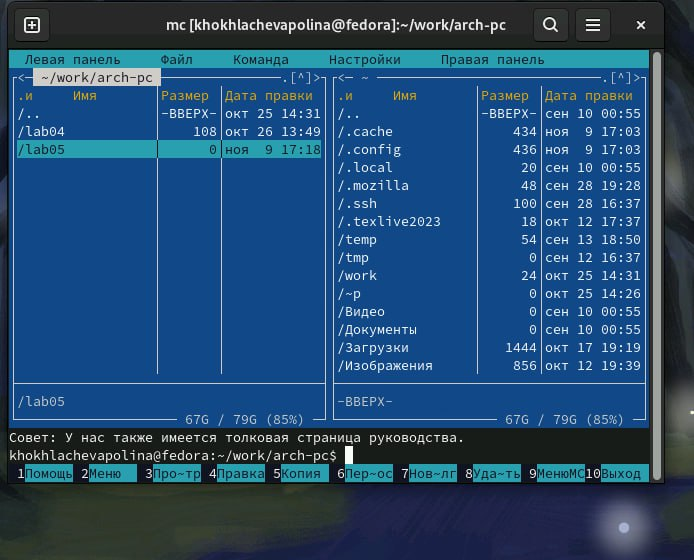 mc [khokhlachevapolina@fedora]:~/work/arch-pc
Левая панель Файл Команда Настройки Правая панель
<— ~/work/arch-pc .[^]>
.и Имя Размер Дата правки
/.. -ВВЕРХ- окт 25 14:31
/lab04 108 окт 26 13:49
/lab05 0 ноя 9 17:18
/lab05
67G / 79G (85%)
<— ~ .[^]>
.и Имя Размер Дата правки
/.. -ВВЕРХ- сен 10 00:55
/.cache 434 ноя 9 17:03
/.config 436 ноя 9 17:03
/.local 20 сен 10 00:55
/.mozilla 48 сен 28 19:28
/.ssh 100 сен 28 16:37
/.texlive2023 18 окт 12 17:37
/temp 54 сен 13 18:50
/tmp 0 сен 12 16:37
/work 24 окт 25 14:31
/~p 0 окт 25 14:26
/Видео 0 сен 10 00:55
/Документы 0 сен 10 00:55
/Загрузки 1444 окт 17 19:19
/Изображения 856 окт 12 19:39
-ВВЕРХ-
67G / 79G (85%)
Совет: У нас также имеется толковая страница руководства.
khokhlachevapolina@fedora:~/work/arch-pc$
1Помощь 2Меню 3Про~тр 4Правка 5Копия 6Пер~ос 7Нов~лг 8Уда~ть 9МенюМС 10Выход